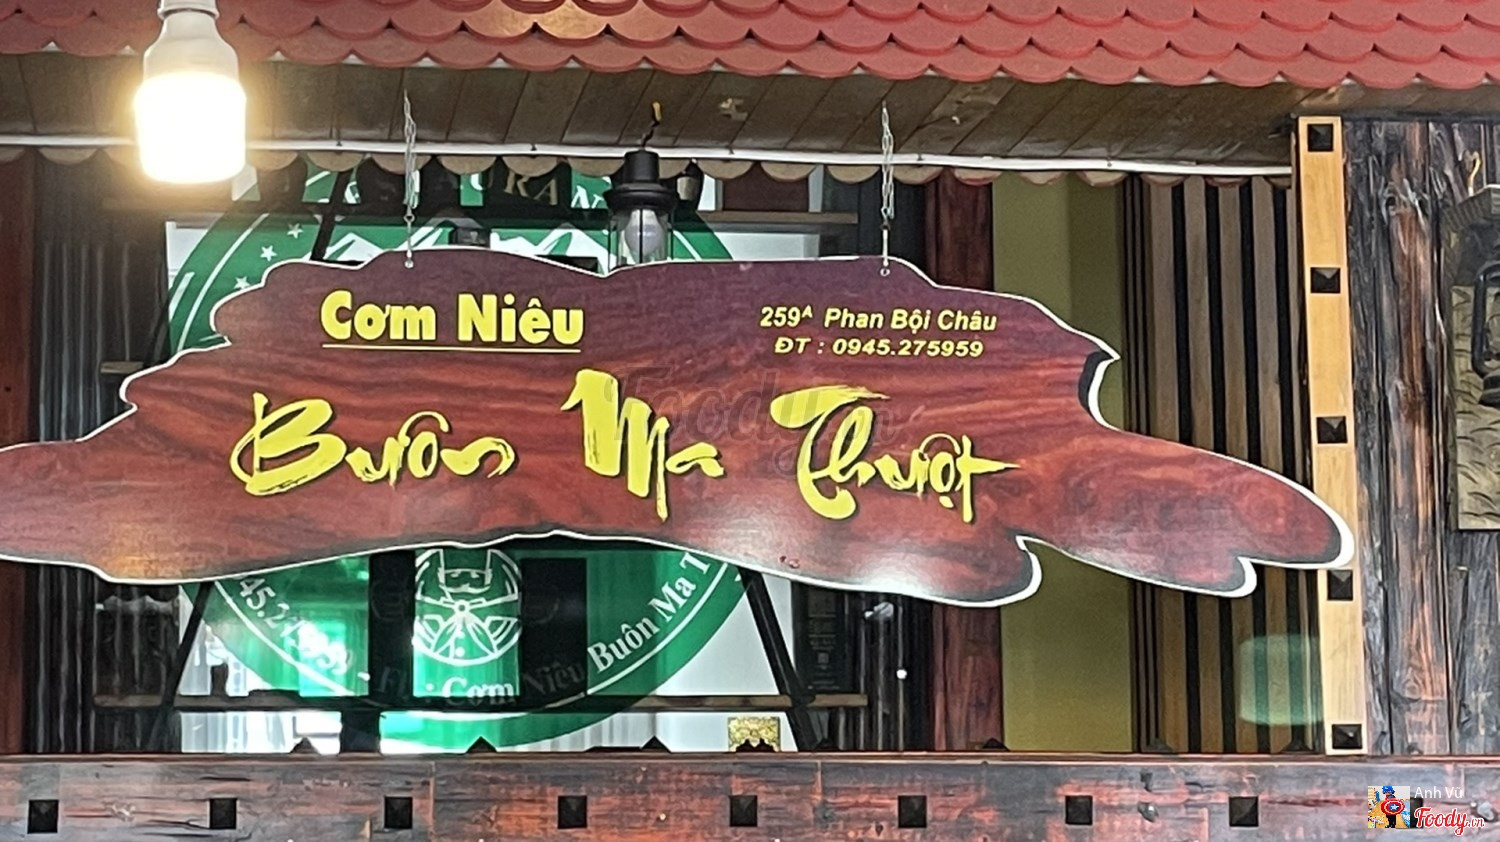 Cơm Niêu
259A Phan Bội Châu
ĐT : 0945.275959
Buôn Ma Thuột
Cơm Niêu Buôn Ma T
Foody
Anh Vũ
Foody.vn